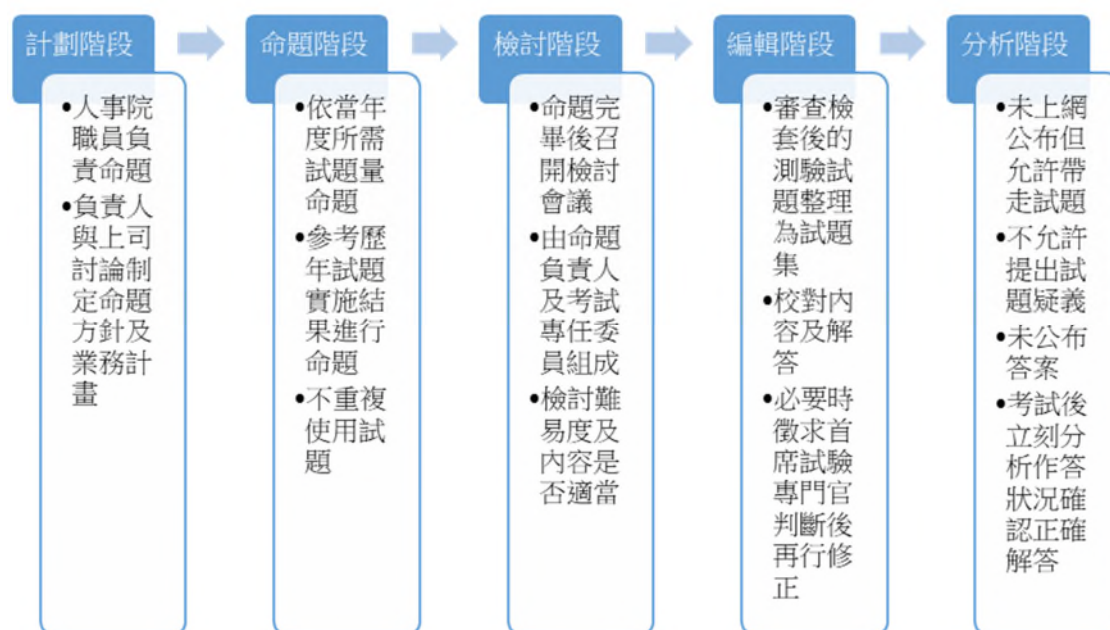 計劃階段
•人事院
職員負
責命題
•負責人
與上司
討論制
定命題
方針及
業務計
畫
命題階段
•依當年
度所需
試題量
命題
•參考歷
年試題
實施結
果進行
命題
•不重複
使用試
題
檢討階段
•命題完
畢後召
開檢討
會議
•由命題
負責人
及考試
專任委
員組成
•檢討難
易度及
內容是
否適當
編輯階段
•審查檢
套後的
測驗試
題整理
為試題
集
•校對內
容及解
答
•必要時
徵求首
席試驗
專門官
判斷後
再行修
正
分析階段
•未上網
公布但
允許帶
走試題
•不允許
提出試
題疑義
•未公布
答案
•考試後
立刻分
析作答
狀況確
認正確
解答